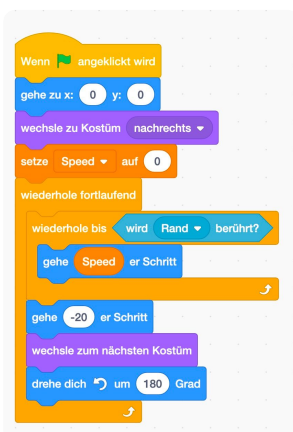 Wenn angeklickt wird
gehe zu x: 0 y: 0
wechsle zu Kostüm nachrechts
setze Speed auf 0
wiederhole fortlaufend
wiederhole bis wird Rand berührt?
gehe Speed er Schritt
gehe -20 er Schritt
wechsle zum nächsten Kostüm
drehe dich um 180 Grad